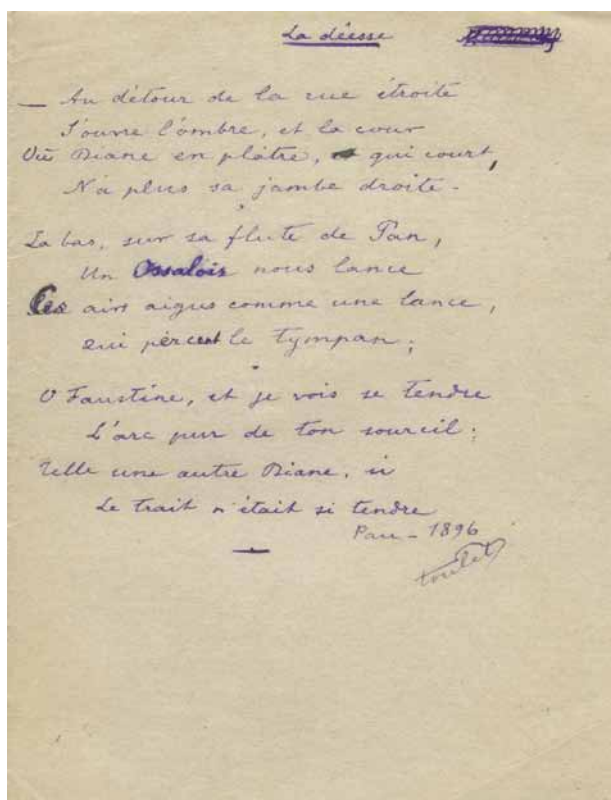 La déesse
— Au détour de la rue étroite
S'ouvre l'ombre, et la cour
Où Diane en plâtre, qui court,
N'a plus sa jambe droite.
La bas, sur sa flute de Pan,
Un Ossalois nous lance
Ces airs aigus comme une lance,
Qui percent le tympan ;
O Faustine, et je vois se tendre
L'arc pur de ton sourcil ;
Telle une autre Diane, si
Le trait n'était si tendre
Pau - 1896
Toulet